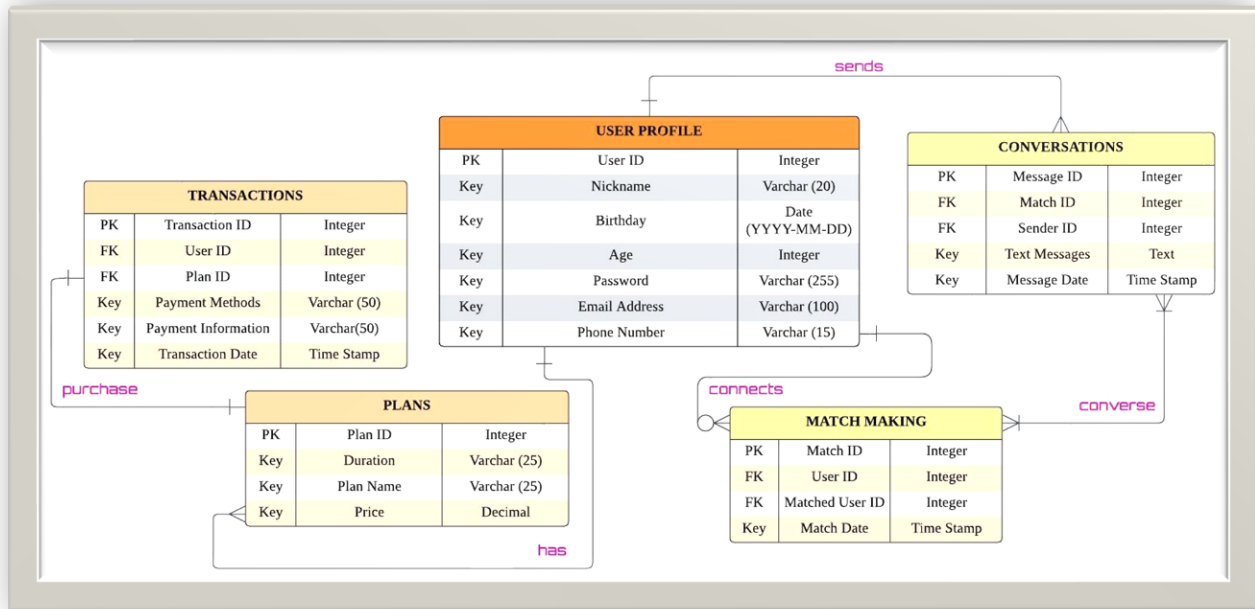 sends
USER PROFILE
PK User ID Integer
Key Nickname Varchar (20)
Key Birthday Date (YYYY-MM-DD)
Key Age Integer
Key Password Varchar (255)
Key Email Address Varchar (100)
Key Phone Number Varchar (15)
CONVERSATIONS
PK Message ID Integer
FK Match ID Integer
FK Sender ID Integer
Key Text Messages Text
Key Message Date Time Stamp
TRANSACTIONS
PK Transaction ID Integer
FK User ID Integer
FK Plan ID Integer
Key Payment Methods Varchar (50)
Key Payment Information Varchar(50)
Key Transaction Date Time Stamp
purchase
PLANS
PK Plan ID Integer
Key Duration Varchar (25)
Key Plan Name Varchar (25)
Key Price Decimal
has
connects
converse
MATCH MAKING
PK Match ID Integer
FK User ID Integer
FK Matched User ID Integer
Key Match Date Time Stamp